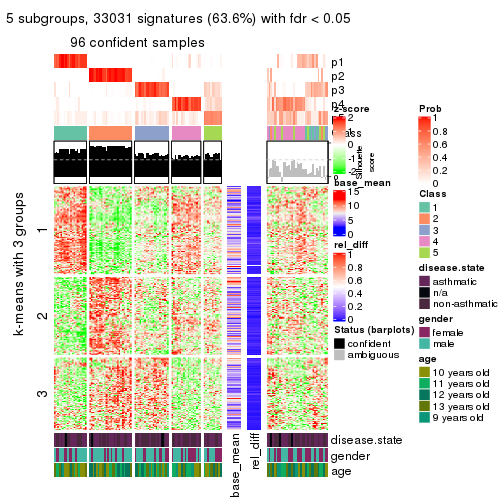 5 subgroups, 33031 signatures (63.6%) with fdr < 0.05
96 confident samples
p1
p2
p3
p4
p5
Class
1
0
Silhouette
score
k-means with 3 groups
1
2
3
base_mean
rel_diff
disease.state
gender
age
z-score
2
1
0
-1
-2
base_mean
15
10
5
0
rel_diff
1
0.8
0.6
0.4
0.2
0
Status (barplots)
confident
ambiguous
Prob
1
0.8
0.6
0.4
0.2
0
Class
1
2
3
4
5
disease.state
asthmatic
n/a
non-asthmatic
gender
female
male
age
10 years old
11 years old
12 years old
13 years old
9 years old